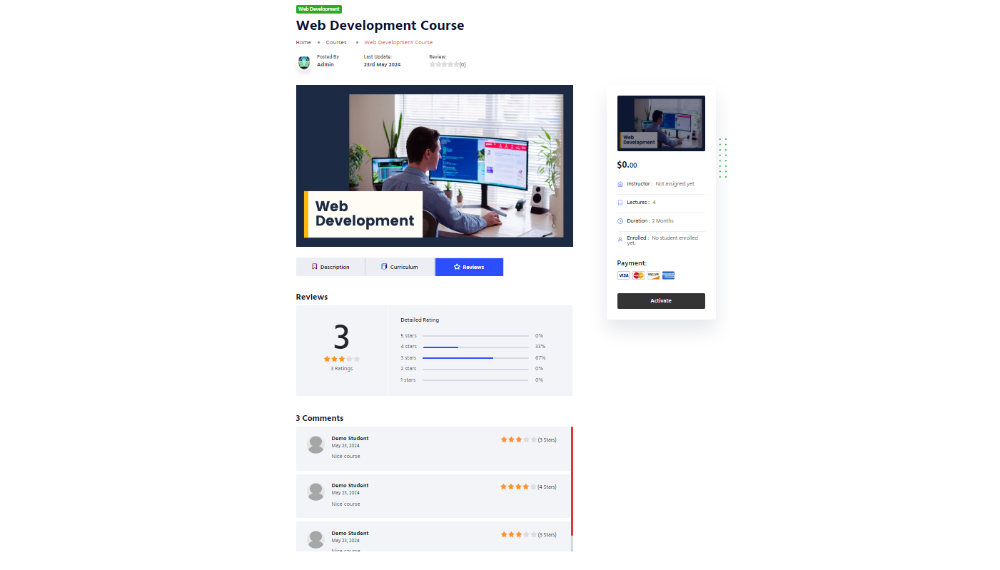 Web Development
Web Development Course
Home • Courses • Web Development Course
Posted By
Admin
Last Update:
23rd May 2024
Review:
(0)
Web
Development
Description
Curriculum
Reviews
Reviews
3
3 Ratings
Detailed Rating
5 stars 0%
4 stars 33%
3 stars 67%
2 stars 0%
1 stars 0%
3 Comments
Demo Student
May 23, 2024
Nice course
(3 Stars)
Demo Student
May 23, 2024
Nice course
(4 Stars)
Demo Student
May 23, 2024
Nice course
(3 Stars)
Web
Development
$0.00
Instructor : Not assigned yet
Lectures : 4
Duration : 2 Months
Enrolled : No student enrolled
yet.
Payment:
VISA
Activate